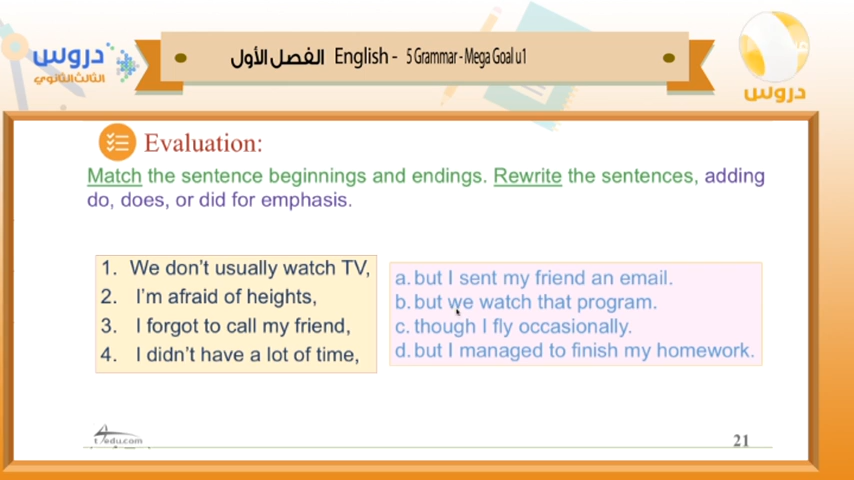 دروس
الثالث الثانوي
الفصل الأول English - 5 Grammar - Mega Goal u1
دروس
Evaluation:
Match the sentence beginnings and endings. Rewrite the sentences, adding
do, does, or did for emphasis.
1. We don't usually watch TV,
2. I'm afraid of heights,
3. I forgot to call my friend,
4. I didn't have a lot of time,
a. but I sent my friend an email.
b. but we watch that program.
c. though I fly occasionally.
d. but I managed to finish my homework.
t4edu.com
21